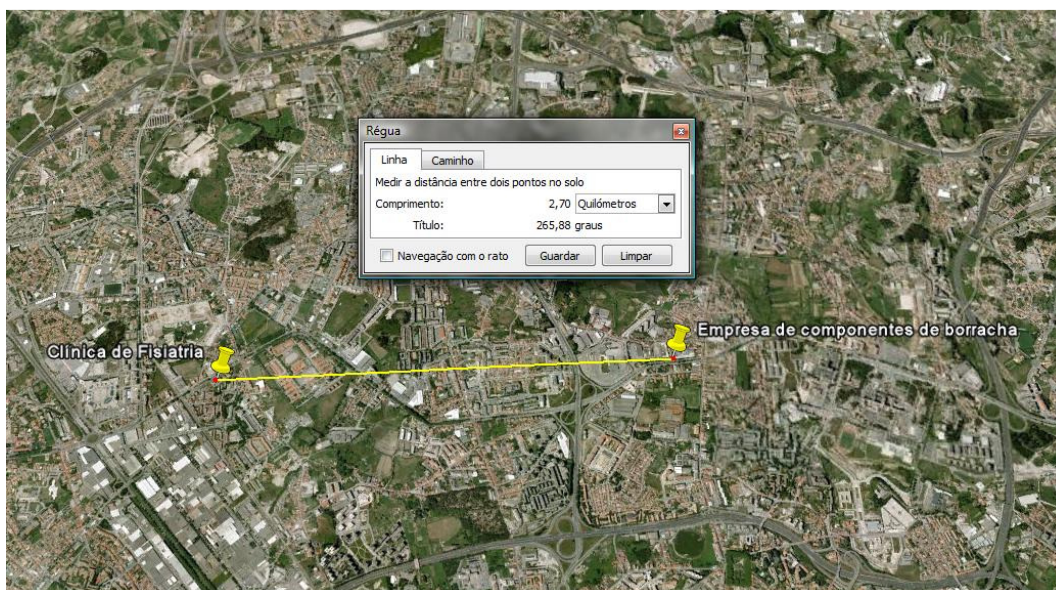 Régua
Linha Caminho
Medir a distância entre dois pontos no solo
Comprimento: 2,70 Quilómetros
Título: 265,88 graus
Navegação com o rato Guardar Limpar
Empresa de componentes de borracha
Clínica de Fisiatria